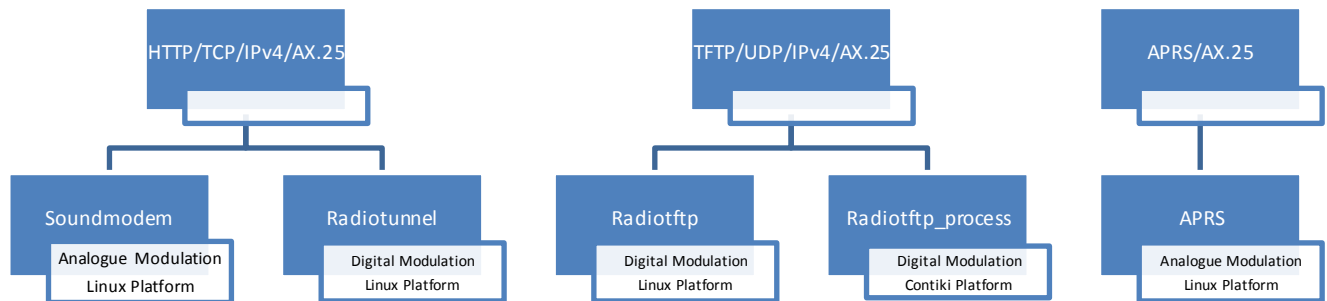 HTTP/TCP/IPv4/AX.25
TFTP/UDP/IPv4/AX.25
APRS/AX.25
Soundmodem
Analogue Modulation
Linux Platform
Radiotunnel
Digital Modulation
Linux Platform
Radiotftp
Digital Modulation
Linux Platform
Radiotftp_process
Digital Modulation
Contiki Platform
APRS
Analogue Modulation
Linux Platform